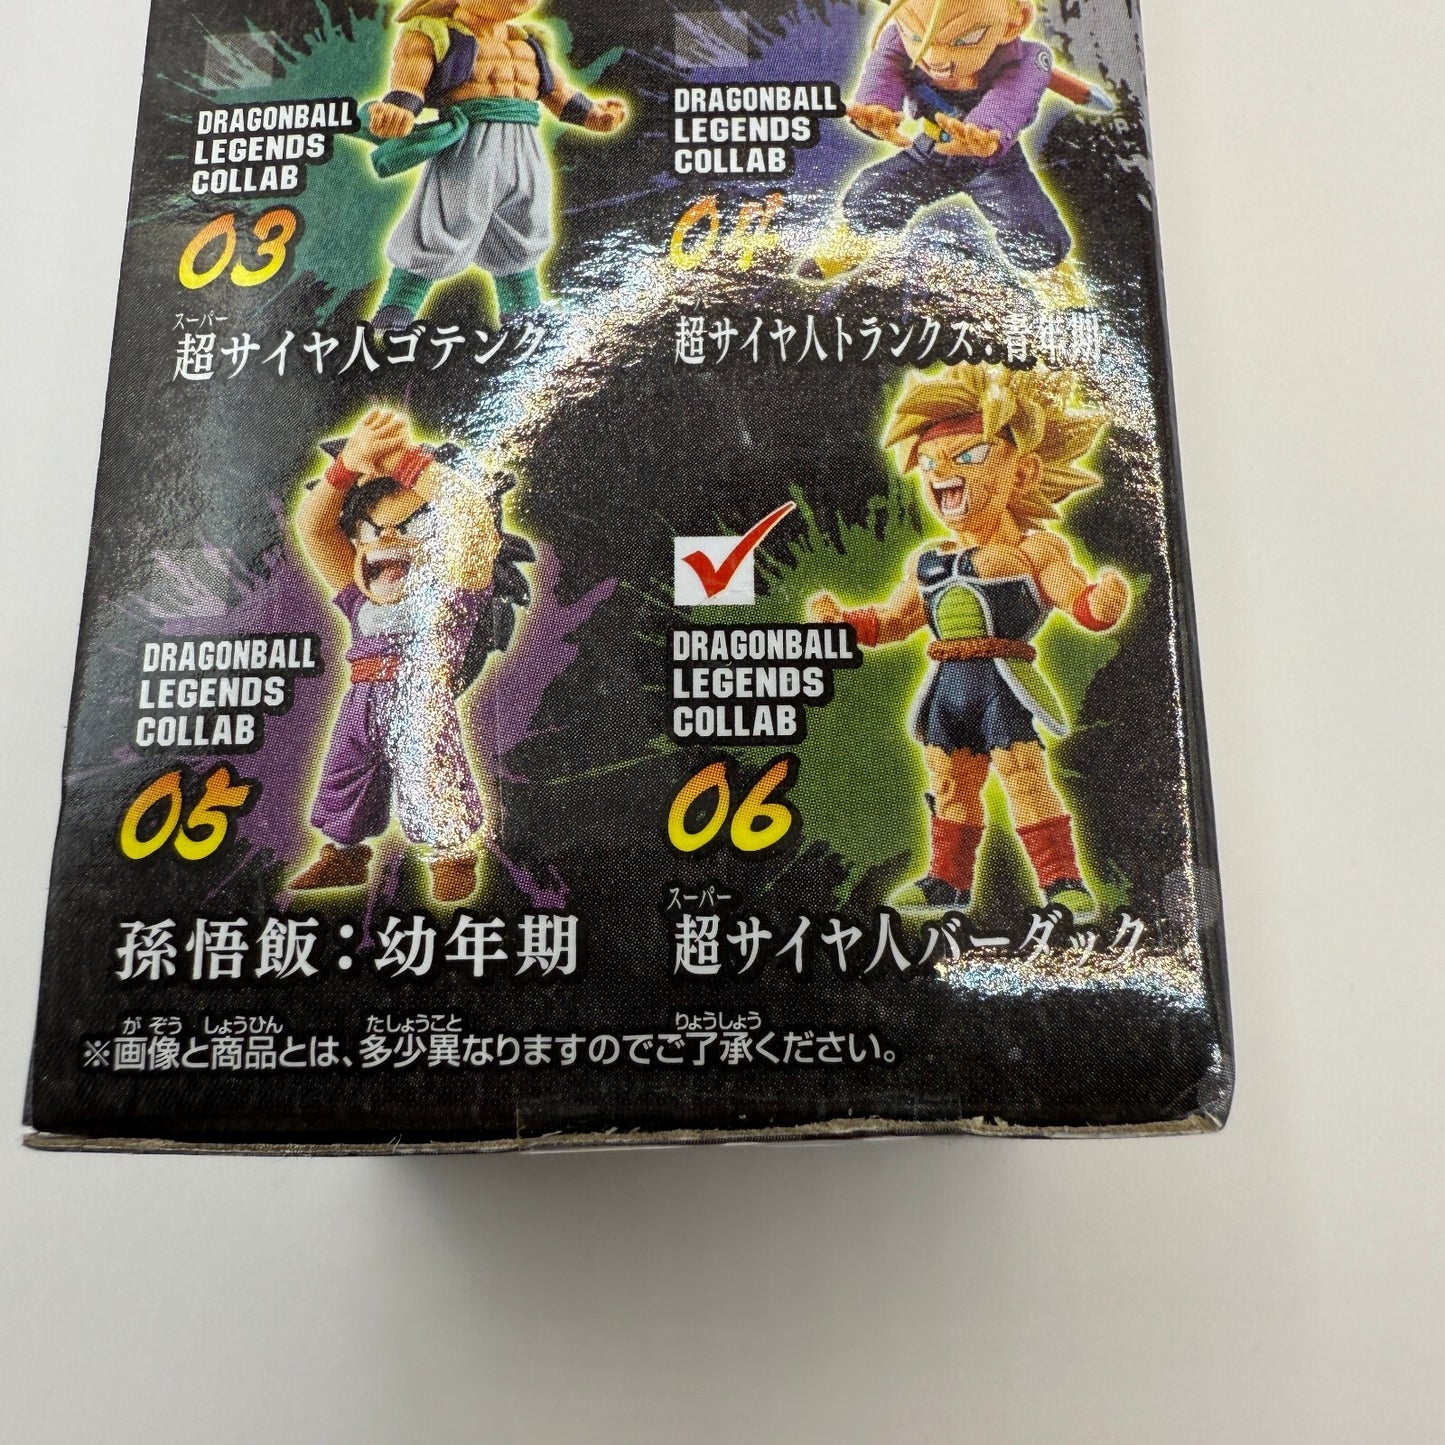 DRAGONBALL
LEGENDS
COLLAB
03
スーパー
超サイヤ人ゴテンクス
DRAGONBALL
LEGENDS
COLLAB
04
超サイヤ人トランクス:青年期
DRAGONBALL
LEGENDS
COLLAB
05
孫悟飯:幼年期
DRAGONBALL
LEGENDS
COLLAB
06
スーパー
超サイヤ人バーダック
がぞう しょうひん たしょうこと りょうしょう
※画像と商品とは、多少異なりますのでご了承ください。